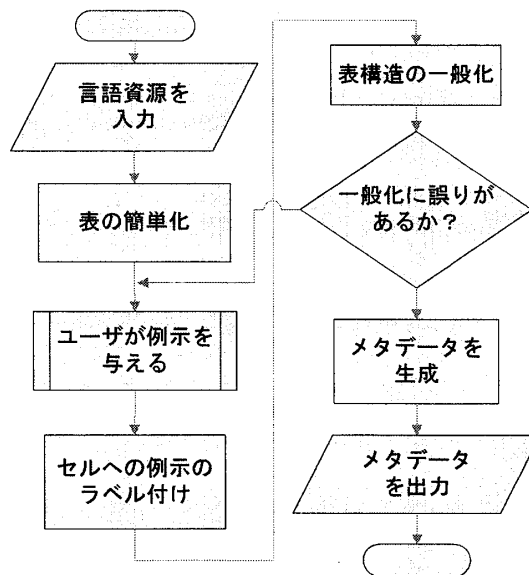 言語資源を
入力
表の簡単化
ユーザが例示を
与える
セルへの例示の
ラベル付け
表構造の一般化
一般化に誤りが
あるか？
メタデータを
生成
メタデータ
を出力